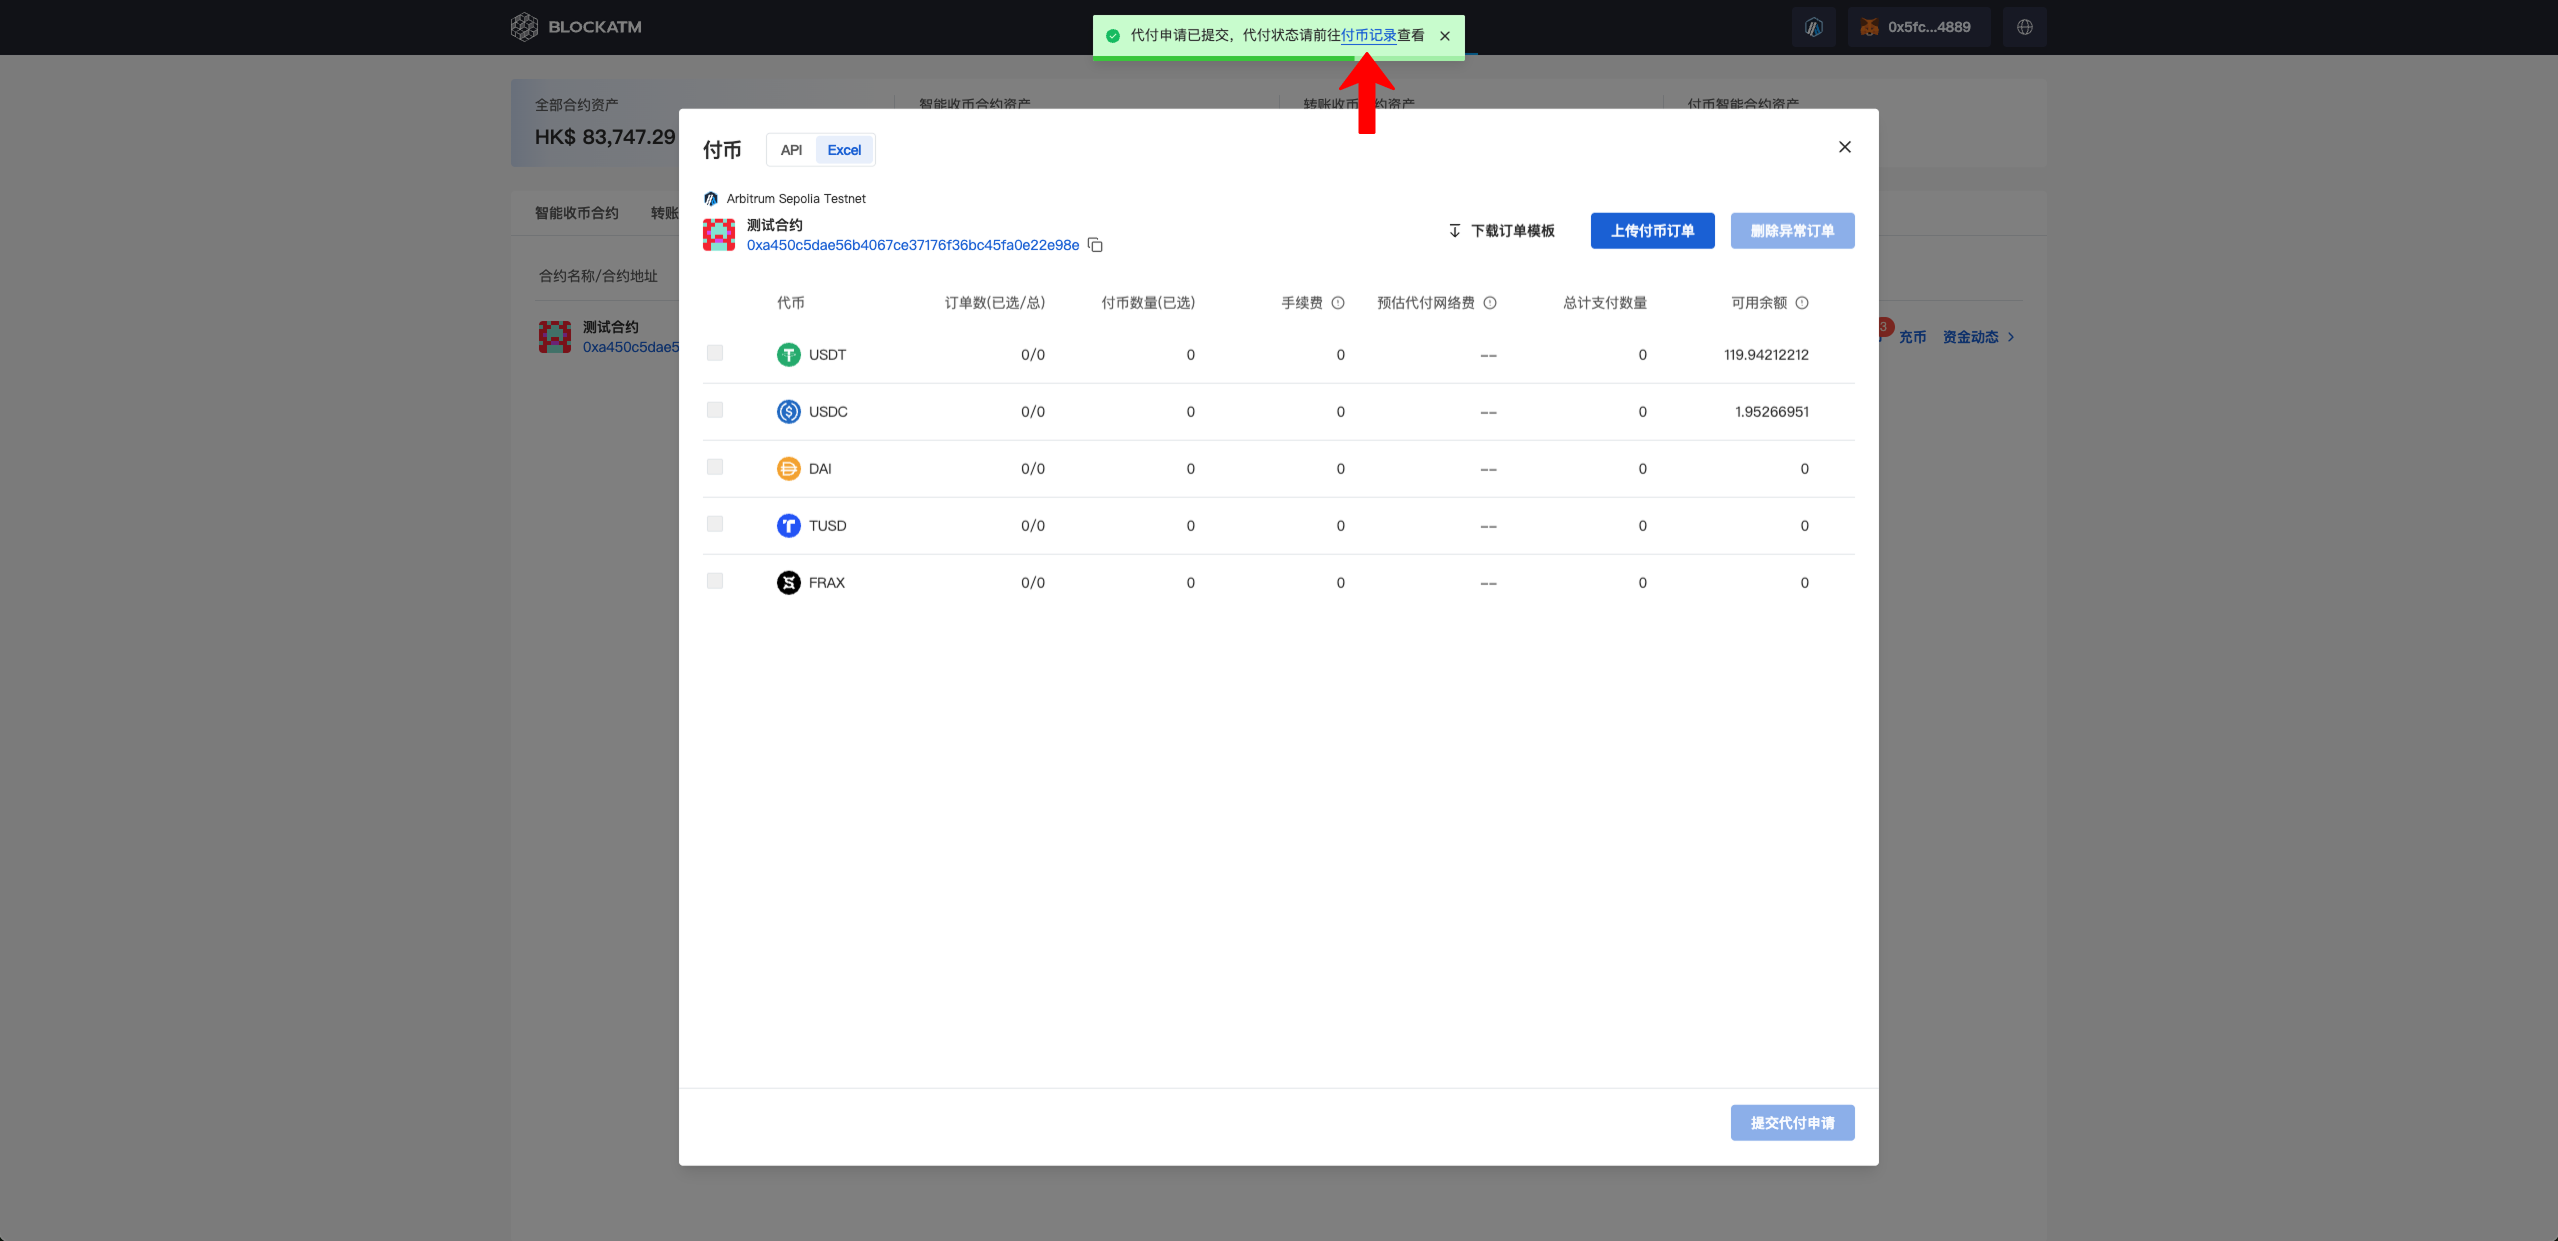 BLOCKATM
代付申请已提交，代付状态请前往付币记录查看
0x5fc...4889
全部合约资产
智能收币合约资产
转账收币合约资产
付币智能合约资产
HK$ 83,747.29
付币
API
Excel
Arbitrum Sepolia Testnet
智能收币合约
转账
测试合约
0xa450c5dae56b4067ce37176f36bc45fa0e22e98e
下载订单模板
上传付币订单
删除异常订单
合约名称/合约地址
代币
订单数(已选/总)
付币数量(已选)
手续费
预估代付网络费
总计支付数量
可用余额
测试合约
0xa450c5dae5
3
充币
资金动态
USDT 0/0 0 0 -- 0 119.94212212
USDC 0/0 0 0 -- 0 1.95266951
DAI 0/0 0 0 -- 0 0
TUSD 0/0 0 0 -- 0 0
FRAX 0/0 0 0 -- 0 0
提交代付申请